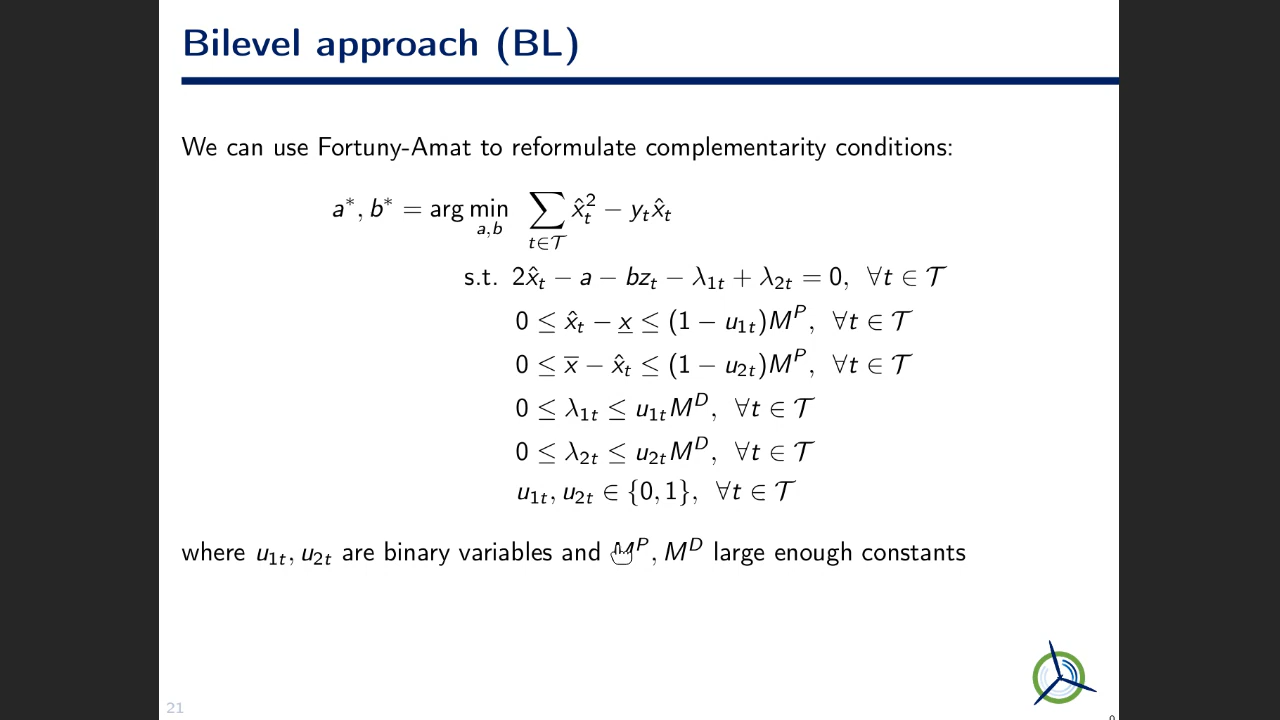 Bilevel approach (BL)
We can use Fortuny-Amat to reformulate complementarity conditions:
a*, b* = arg min_{a,b} ∑_{t∈𝒯} x̂_t² − y_t x̂_t
s.t. 2x̂_t − a − bz_t − λ_{1t} + λ_{2t} = 0, ∀t ∈ 𝒯
0 ≤ x̂_t − x̲ ≤ (1 − u_{1t})M^P, ∀t ∈ 𝒯
0 ≤ x̅ − x̂_t ≤ (1 − u_{2t})M^P, ∀t ∈ 𝒯
0 ≤ λ_{1t} ≤ u_{1t}M^D, ∀t ∈ 𝒯
0 ≤ λ_{2t} ≤ u_{2t}M^D, ∀t ∈ 𝒯
u_{1t}, u_{2t} ∈ {0, 1}, ∀t ∈ 𝒯
where u_{1t}, u_{2t} are binary variables and M^P, M^D large enough constants
21